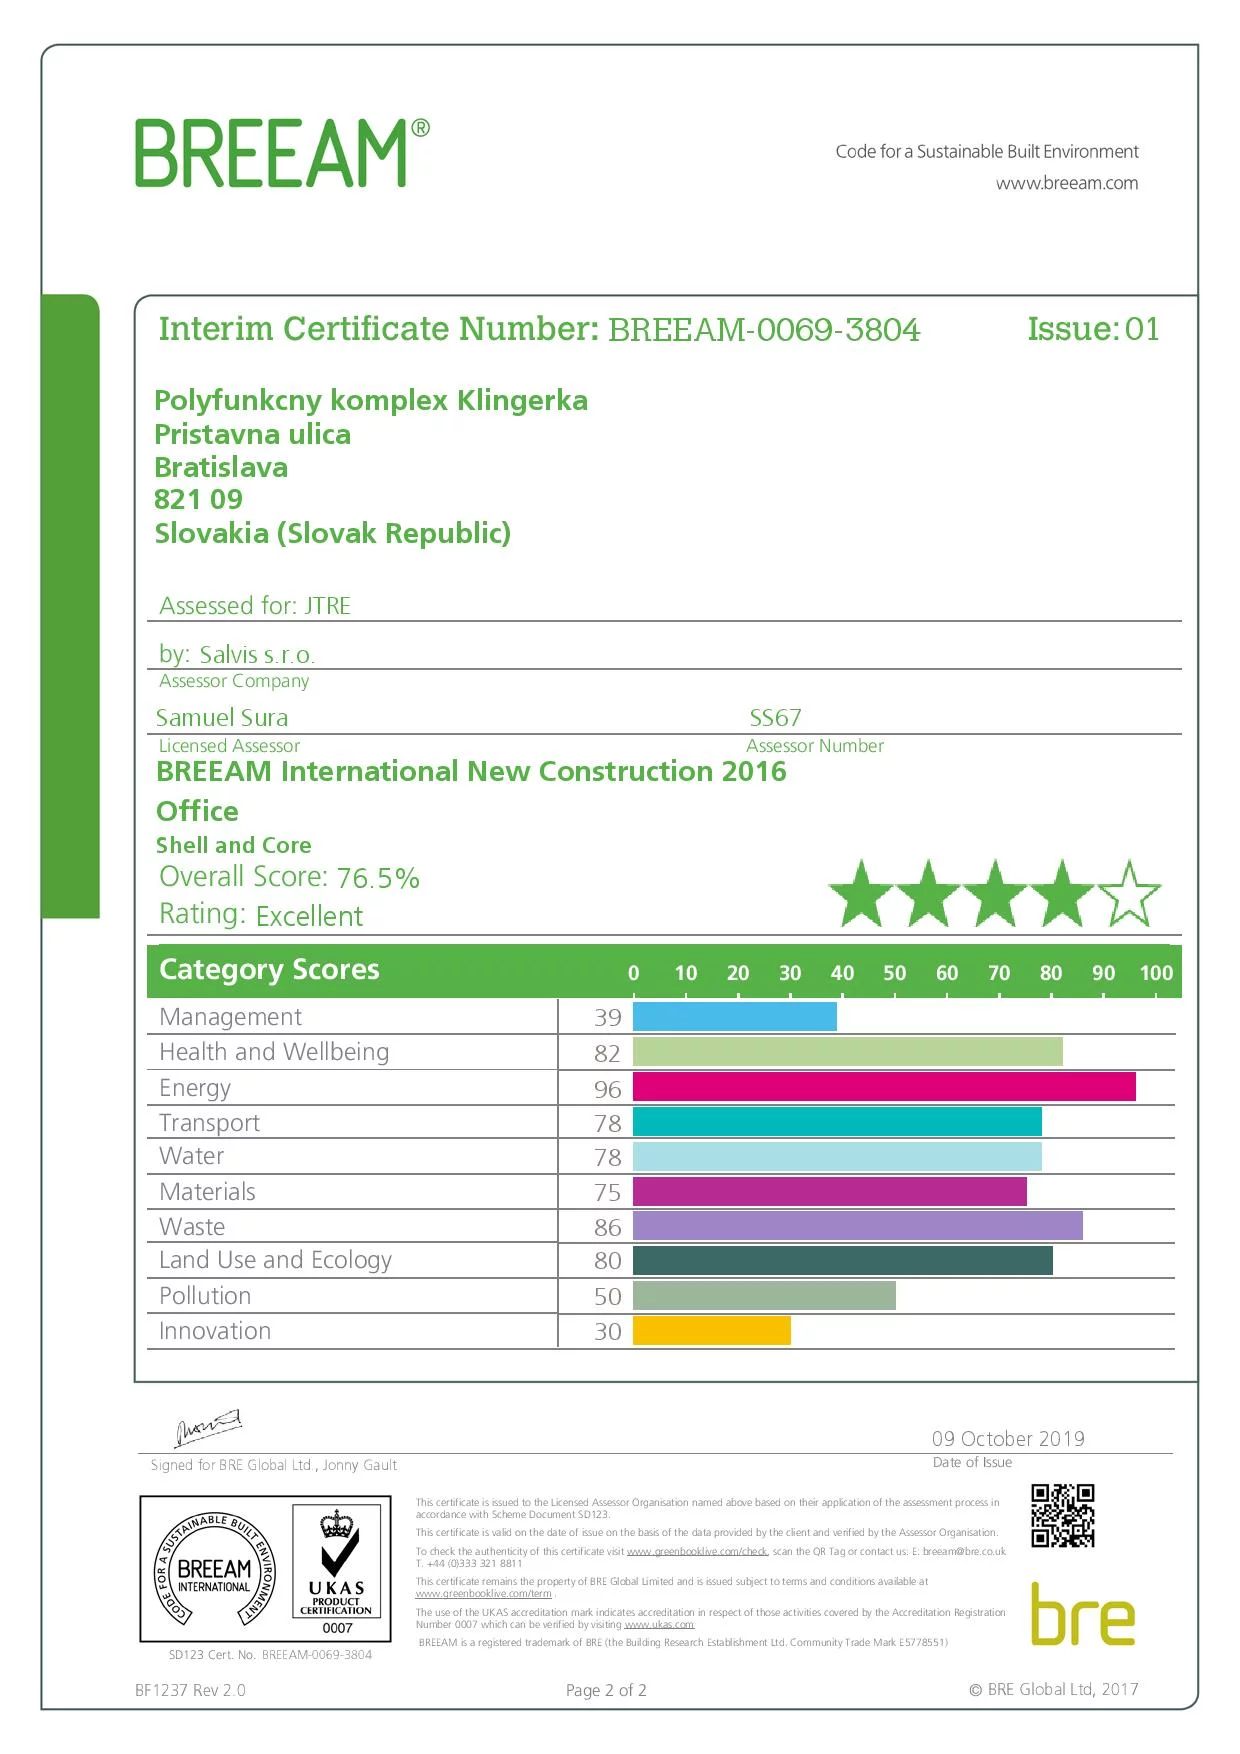 BREEAM®
Code for a Sustainable Built Environment
www.breeam.com
Interim Certificate Number: BREEAM-0069-3804 Issue: 01
Polyfunkcny komplex Klingerka
Pristavna ulica
Bratislava
821 09
Slovakia (Slovak Republic)
Assessed for: JTRE
by: Salvis s.r.o.
Assessor Company
Samuel Sura SS67
Licensed Assessor Assessor Number
BREEAM International New Construction 2016
Office
Shell and Core
Overall Score: 76.5%
Rating: Excellent
Category Scores 0 10 20 30 40 50 60 70 80 90 100
Management 39
Health and Wellbeing 82
Energy 96
Transport 78
Water 78
Materials 75
Waste 86
Land Use and Ecology 80
Pollution 50
Innovation 30
09 October 2019
Signed for BRE Global Ltd., Jonny Gault Date of Issue
CODE FOR A SUSTAINABLE BUILT ENVIRONMENT
BREEAM
INTERNATIONAL
UKAS
PRODUCT
CERTIFICATION
0007
SD123 Cert. No. BREEAM-0069-3804
This certificate is issued to the Licensed Assessor Organisation named above based on their application of the assessment process in
accordance with Scheme Document SD123.
This certificate is valid on the date of issue on the basis of the data provided by the client and verified by the Assessor Organisation.
To check the authenticity of this certificate visit www.greenbooklive.com/check, scan the QR Tag or contact us: E. breeam@bre.co.uk
T. +44 (0)333 321 8811
This certificate remains the property of BRE Global Limited and is issued subject to terms and conditions available at
www.greenbooklive.com/term .
The use of the UKAS accreditation mark indicates accreditation in respect of those activities covered by the Accreditation Registration
Number 0007 which can be verified by visiting www.ukas.com
BREEAM is a registered trademark of BRE (the Building Research Establishment Ltd. Community Trade Mark E5778551)
bre
BF1237 Rev 2.0 Page 2 of 2 © BRE Global Ltd, 2017